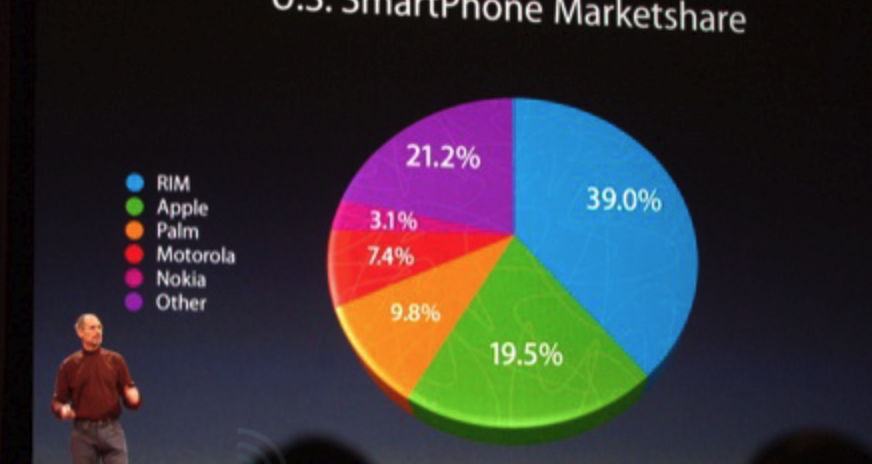 U.S. SmartPhone Marketshare
21.2%
39.0%
RIM
Apple
3.1%
Palm
Motorola
7.4%
Nokia
Other
9.8%
19.5%